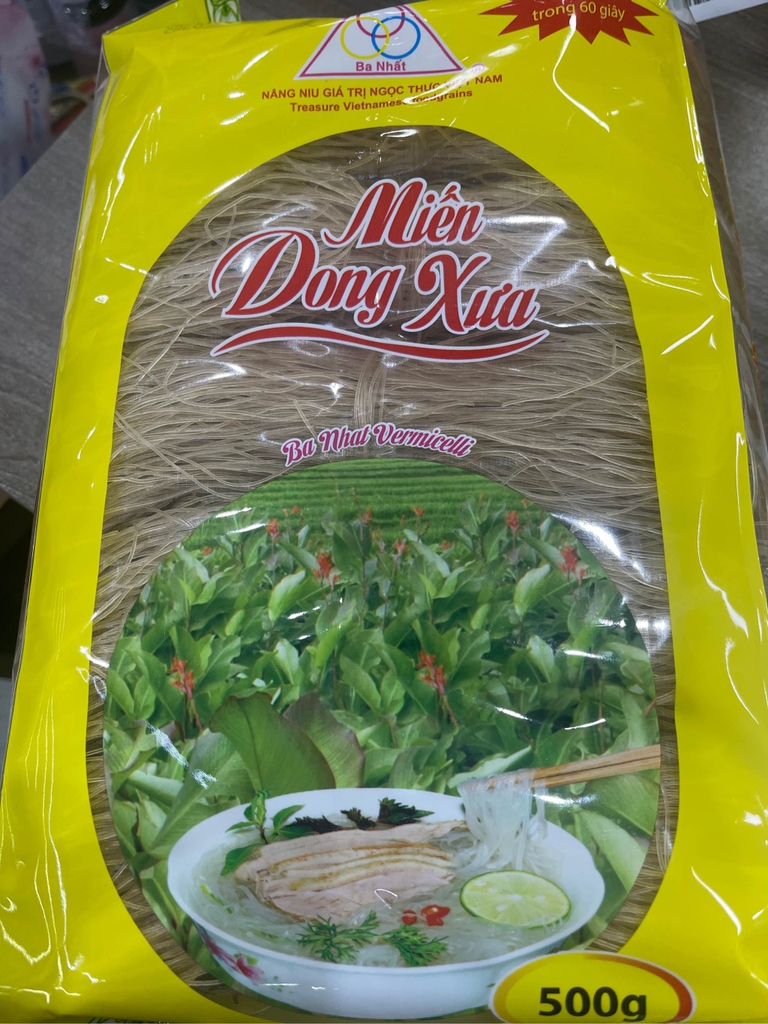 trong 60 giây
Ba Nhất
NÂNG NIU GIÁ TRỊ NGỌC THỰC VIỆT NAM
Treasure Vietnamese foodgrains
Miến
Dong Xưa
Ba Nhat Vermicelli
500g